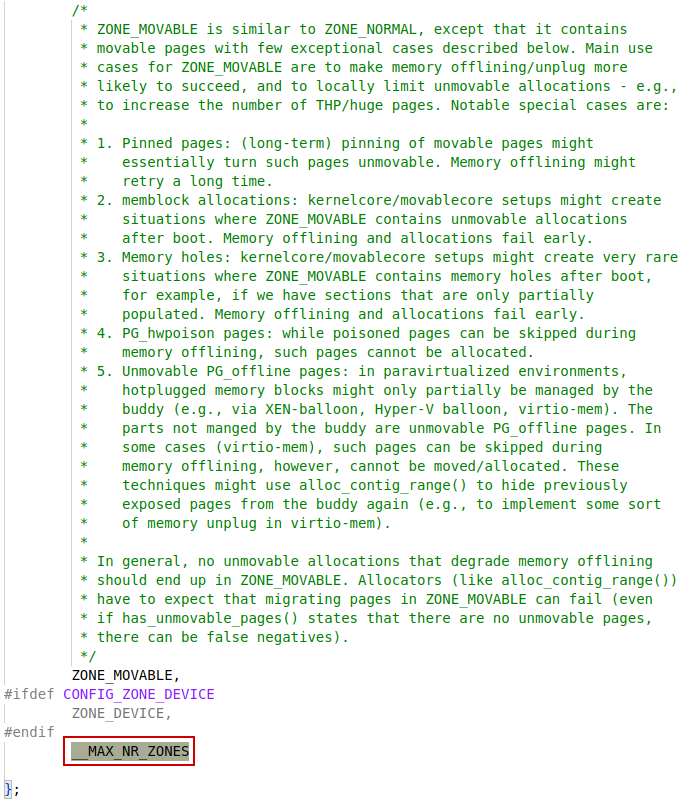 /*
 * ZONE_MOVABLE is similar to ZONE_NORMAL, except that it contains
 * movable pages with few exceptional cases described below. Main use
 * cases for ZONE_MOVABLE are to make memory offlining/unplug more
 * likely to succeed, and to locally limit unmovable allocations - e.g.,
 * to increase the number of THP/huge pages. Notable special cases are:
 *
 * 1. Pinned pages: (long-term) pinning of movable pages might
 *    essentially turn such pages unmovable. Memory offlining might
 *    retry a long time.
 * 2. memblock allocations: kernelcore/movablecore setups might create
 *    situations where ZONE_MOVABLE contains unmovable allocations
 *    after boot. Memory offlining and allocations fail early.
 * 3. Memory holes: kernelcore/movablecore setups might create very rare
 *    situations where ZONE_MOVABLE contains memory holes after boot,
 *    for example, if we have sections that are only partially
 *    populated. Memory offlining and allocations fail early.
 * 4. PG_hwpoison pages: while poisoned pages can be skipped during
 *    memory offlining, such pages cannot be allocated.
 * 5. Unmovable PG_offline pages: in paravirtualized environments,
 *    hotplugged memory blocks might only partially be managed by the
 *    buddy (e.g., via XEN-balloon, Hyper-V balloon, virtio-mem). The
 *    parts not manged by the buddy are unmovable PG_offline pages. In
 *    some cases (virtio-mem), such pages can be skipped during
 *    memory offlining, however, cannot be moved/allocated. These
 *    techniques might use alloc_contig_range() to hide previously
 *    exposed pages from the buddy again (e.g., to implement some sort
 *    of memory unplug in virtio-mem).
 *
 * In general, no unmovable allocations that degrade memory offlining
 * should end up in ZONE_MOVABLE. Allocators (like alloc_contig_range())
 * have to expect that migrating pages in ZONE_MOVABLE can fail (even
 * if has_unmovable_pages() states that there are no unmovable pages,
 * there can be false negatives).
 */
ZONE_MOVABLE,
#ifdef CONFIG_ZONE_DEVICE
ZONE_DEVICE,
#endif
__MAX_NR_ZONES
};